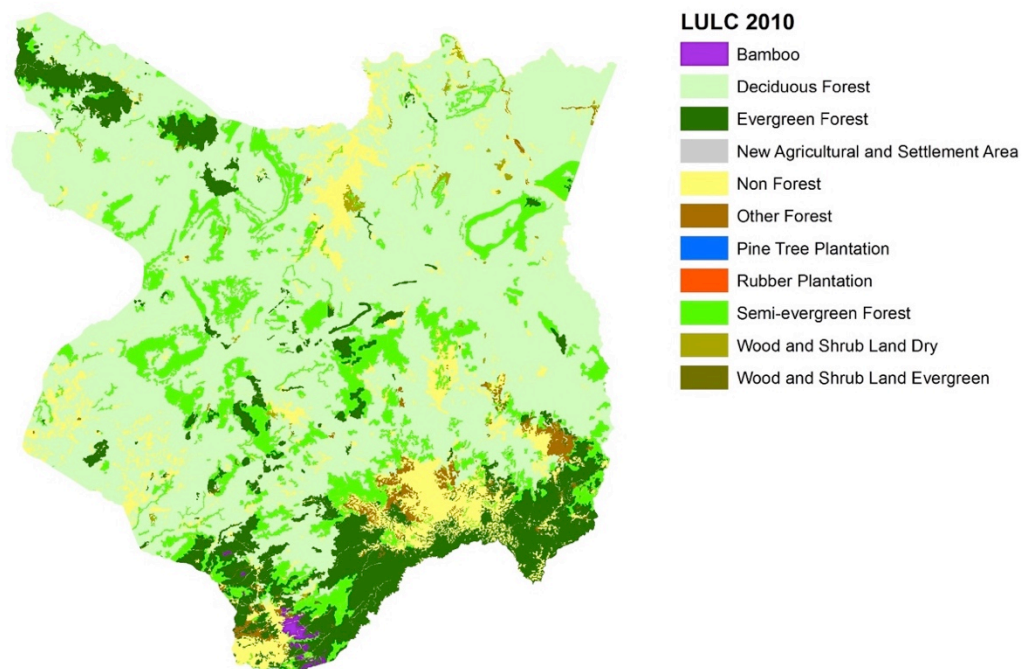 LULC 2010
Bamboo
Deciduous Forest
Evergreen Forest
New Agricultural and Settlement Area
Non Forest
Other Forest
Pine Tree Plantation
Rubber Plantation
Semi-evergreen Forest
Wood and Shrub Land Dry
Wood and Shrub Land Evergreen